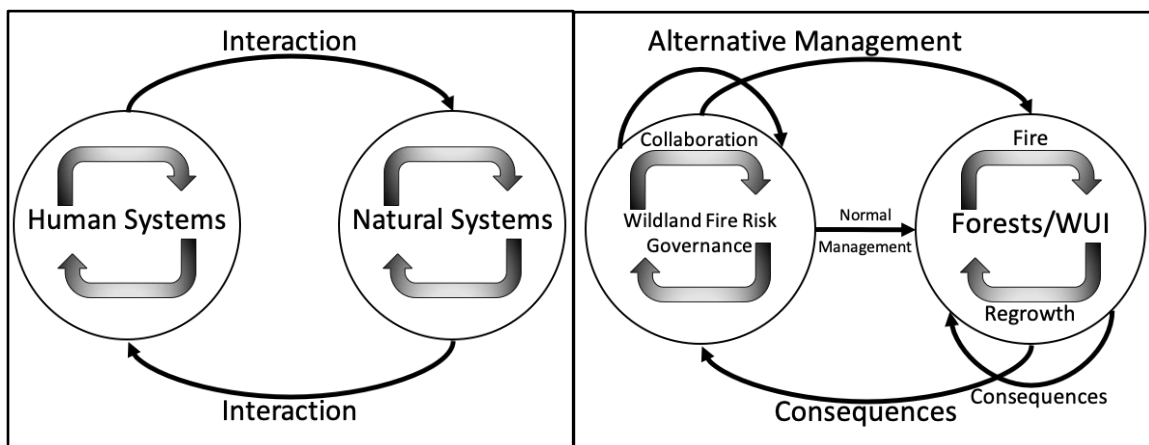 Interaction
Human Systems
Natural Systems
Interaction
Alternative Management
Collaboration
Wildland Fire Risk
Governance
Normal
Management
Fire
Forests/WUI
Regrowth
Consequences
Consequences